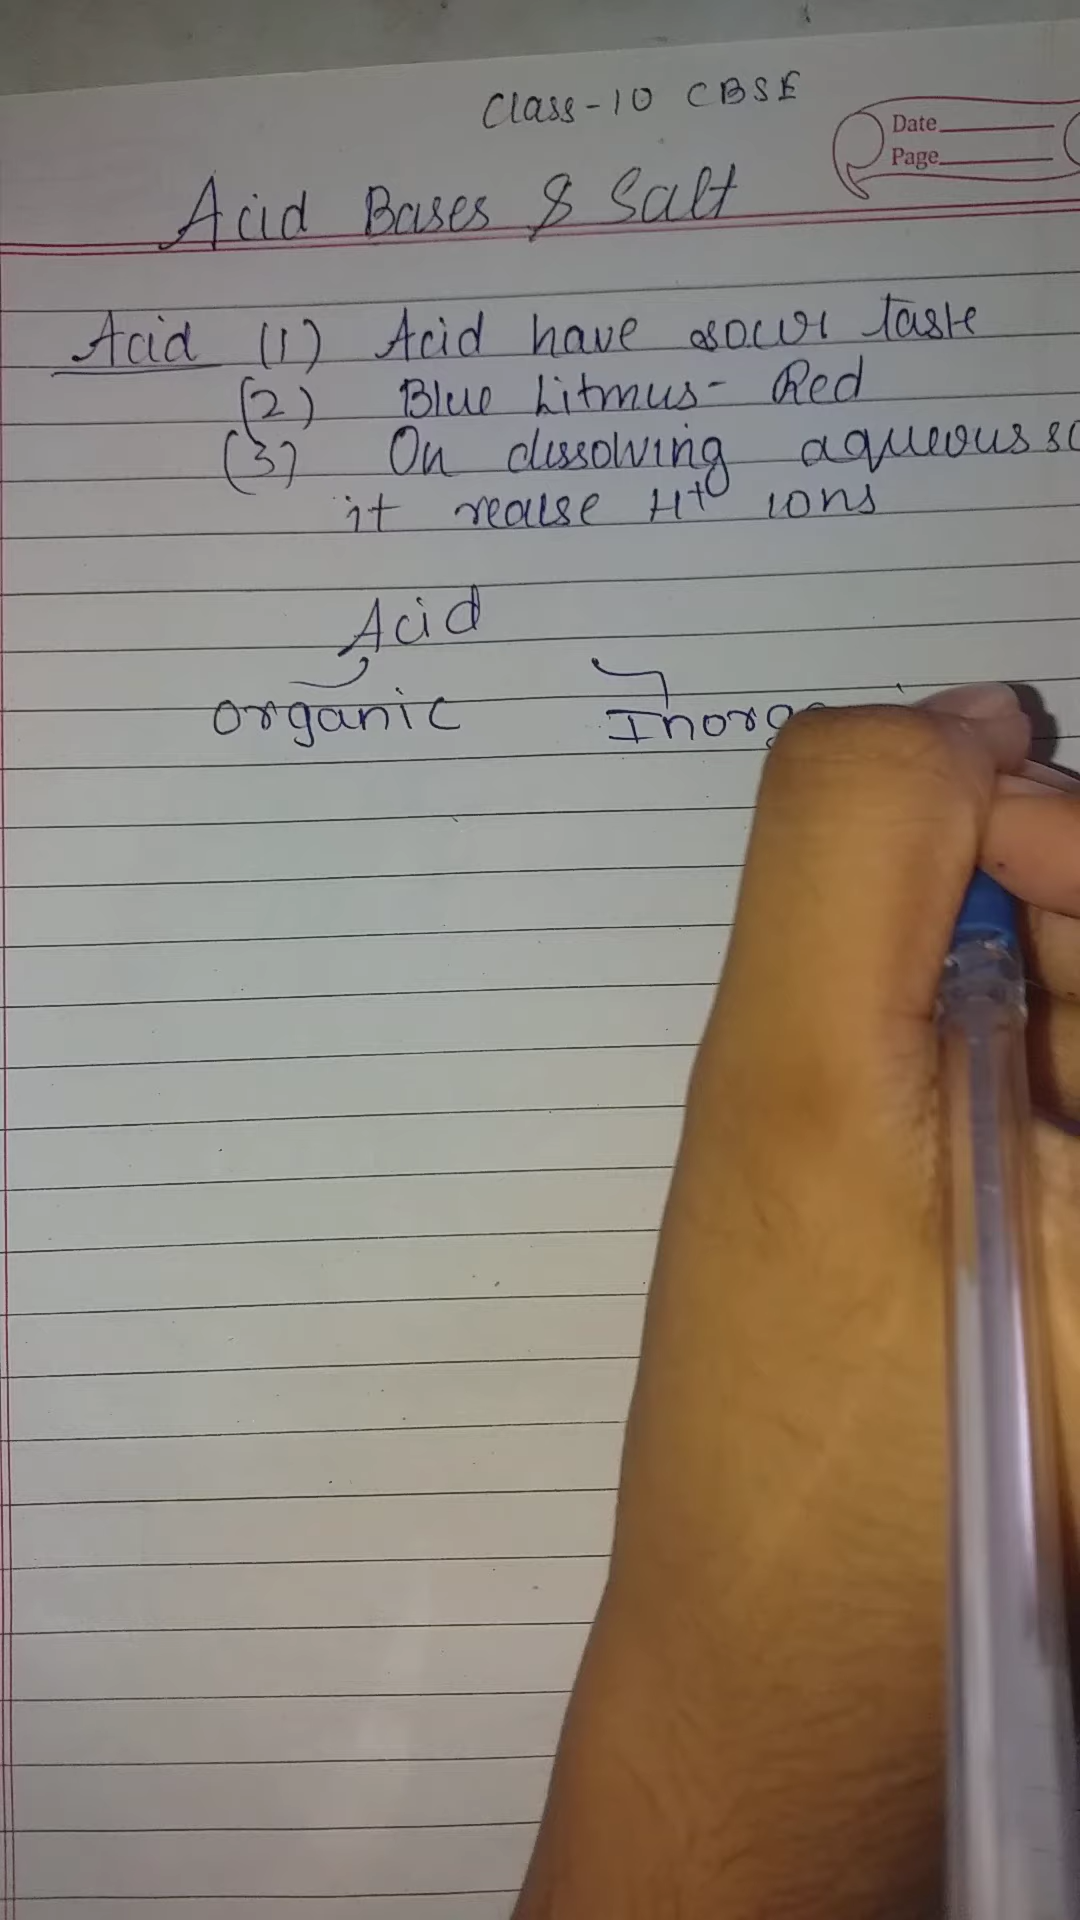 Class-10 CBSE
Date
Page
Acid Bases & Salt
Acid (1) Acid have sour taste
(2) Blue Litmus- Red
(3) On dissolving aqueous
it realse H+ ions
Acid
organic